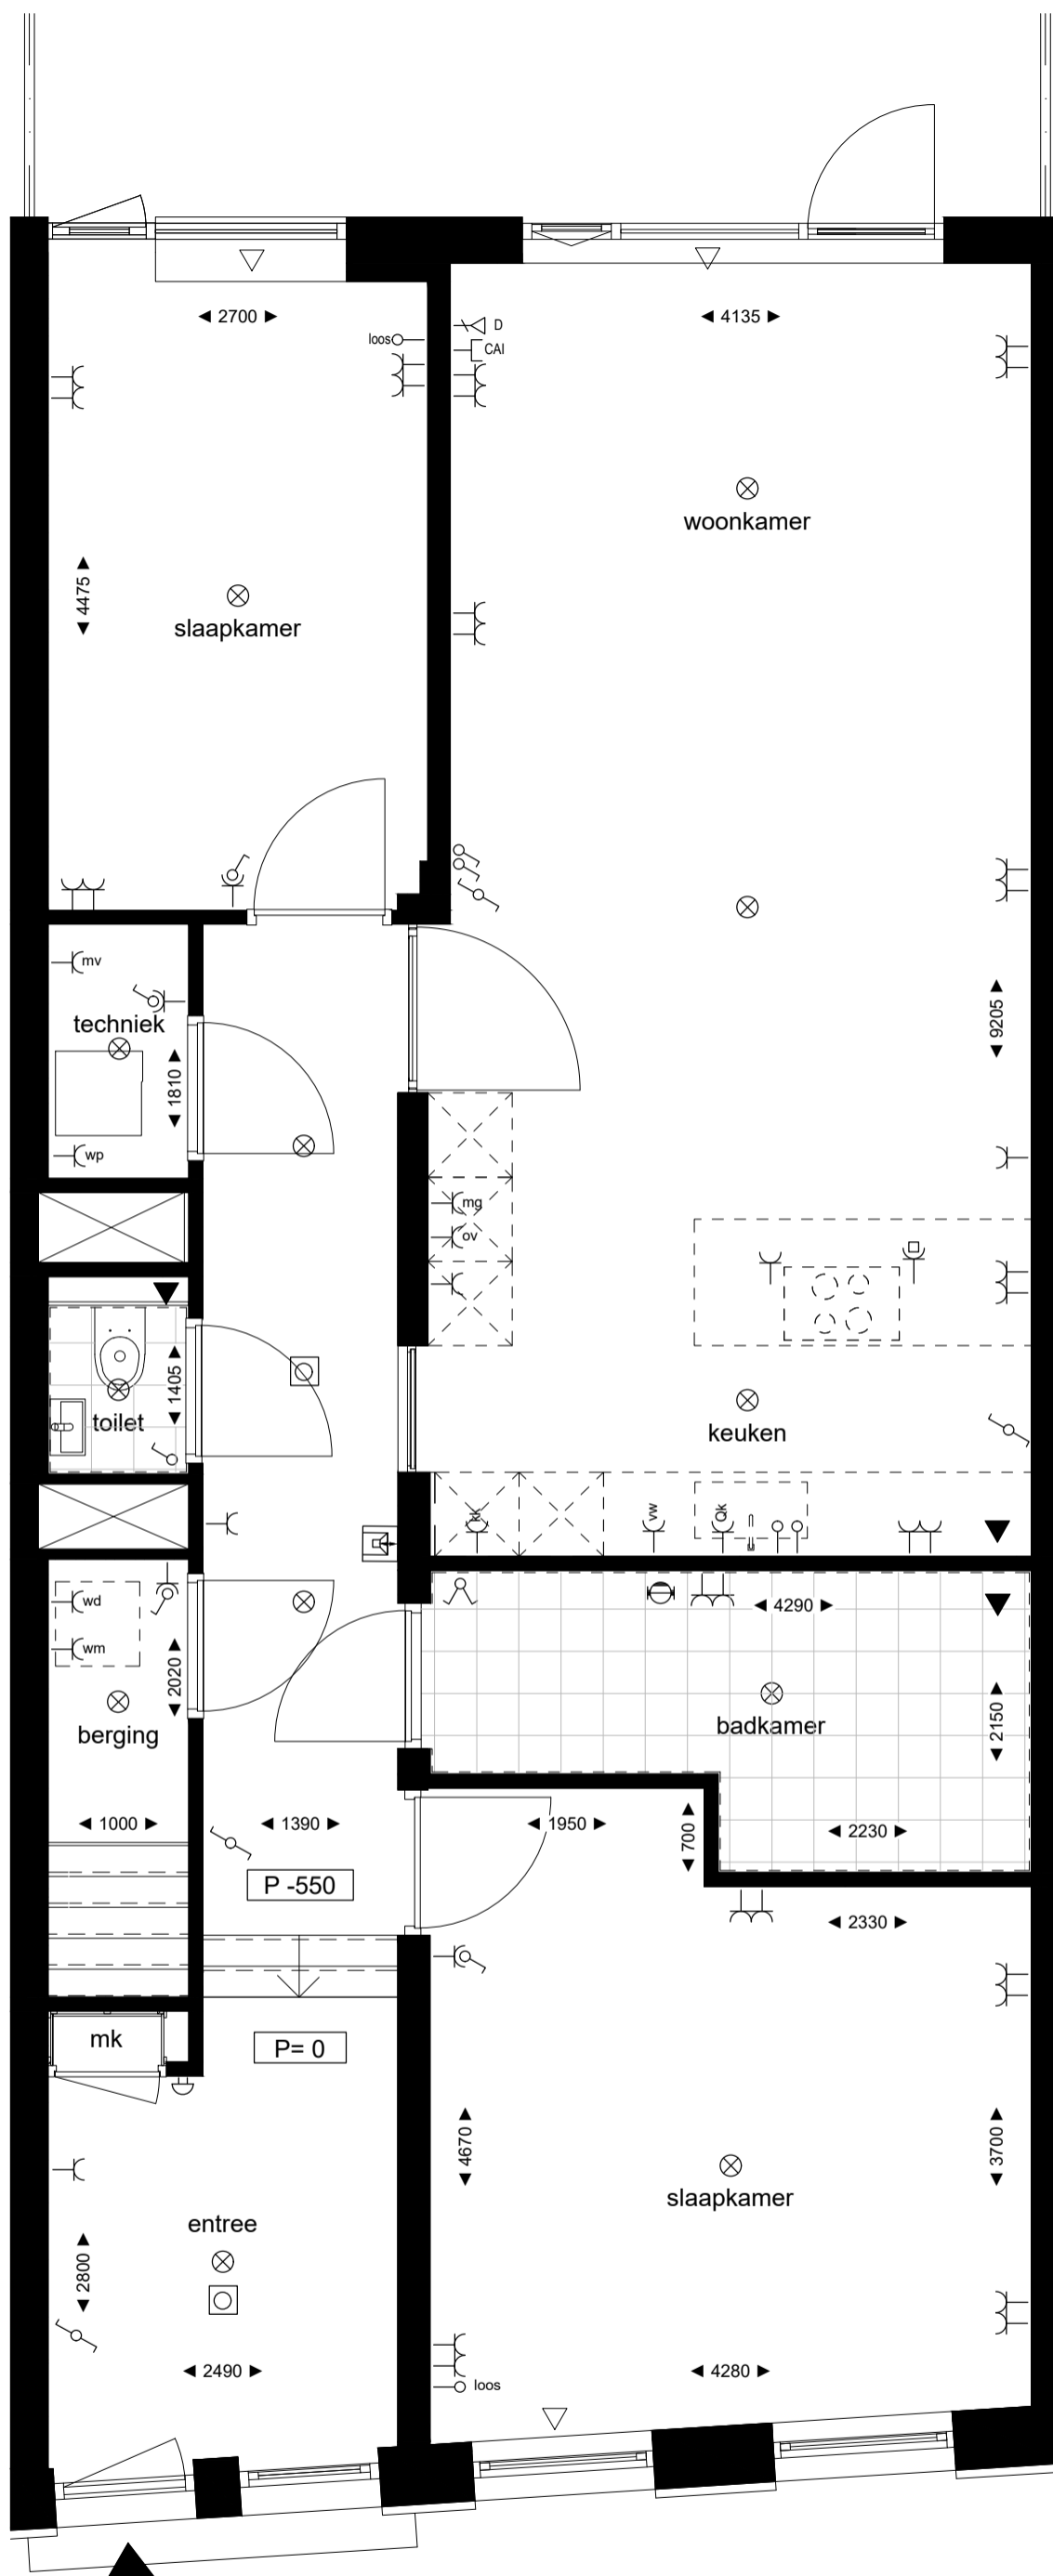 2700
4135
loos
D
CAI
woonkamer
4475
slaapkamer
mv
techniek
9205
1810
wp
mg
ov
1405
toilet
keuken
kk
vw
Qk
wd
4290
wm
2020
badkamer
2150
berging
1000
1390
1950
700
2230
P -550
2330
mk
P= 0
4670
3700
slaapkamer
entree
2800
2490
4280
loos